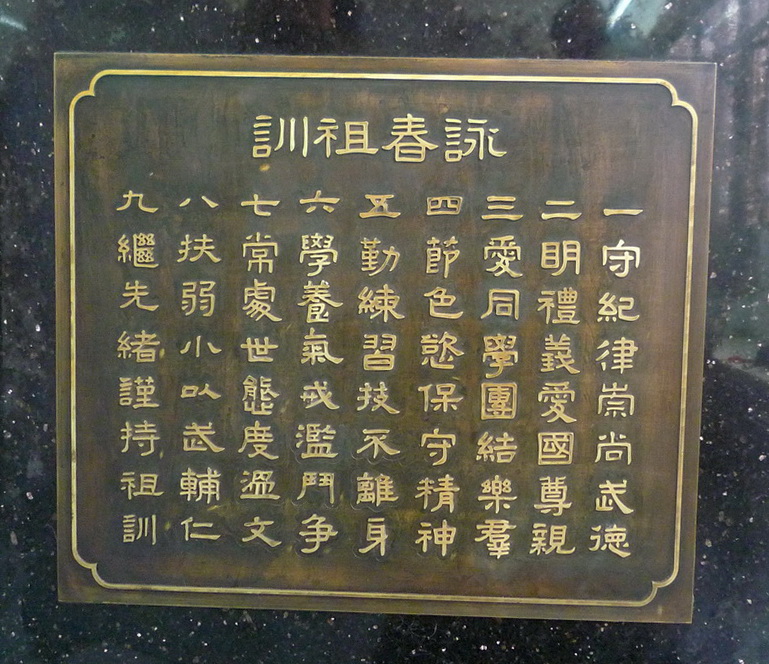 詠春祖訓
一守紀律崇尚武德
二明禮義愛國尊親
三愛同學團結樂羣
四節色慾保守精神
五勤練習技不離身
六學養氣戒濫鬥争
七常處世態度溫文
八扶弱小以武輔仁
九繼先緒謹持祖訓